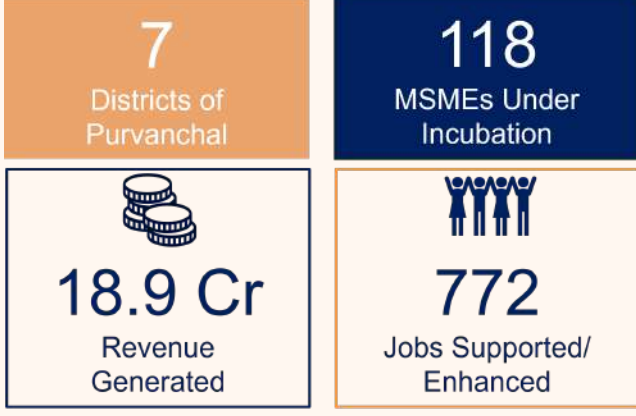 7
Districts of
Purvanchal
118
MSMEs Under
Incubation
18.9 Cr
Revenue
Generated
772
Jobs Supported/
Enhanced